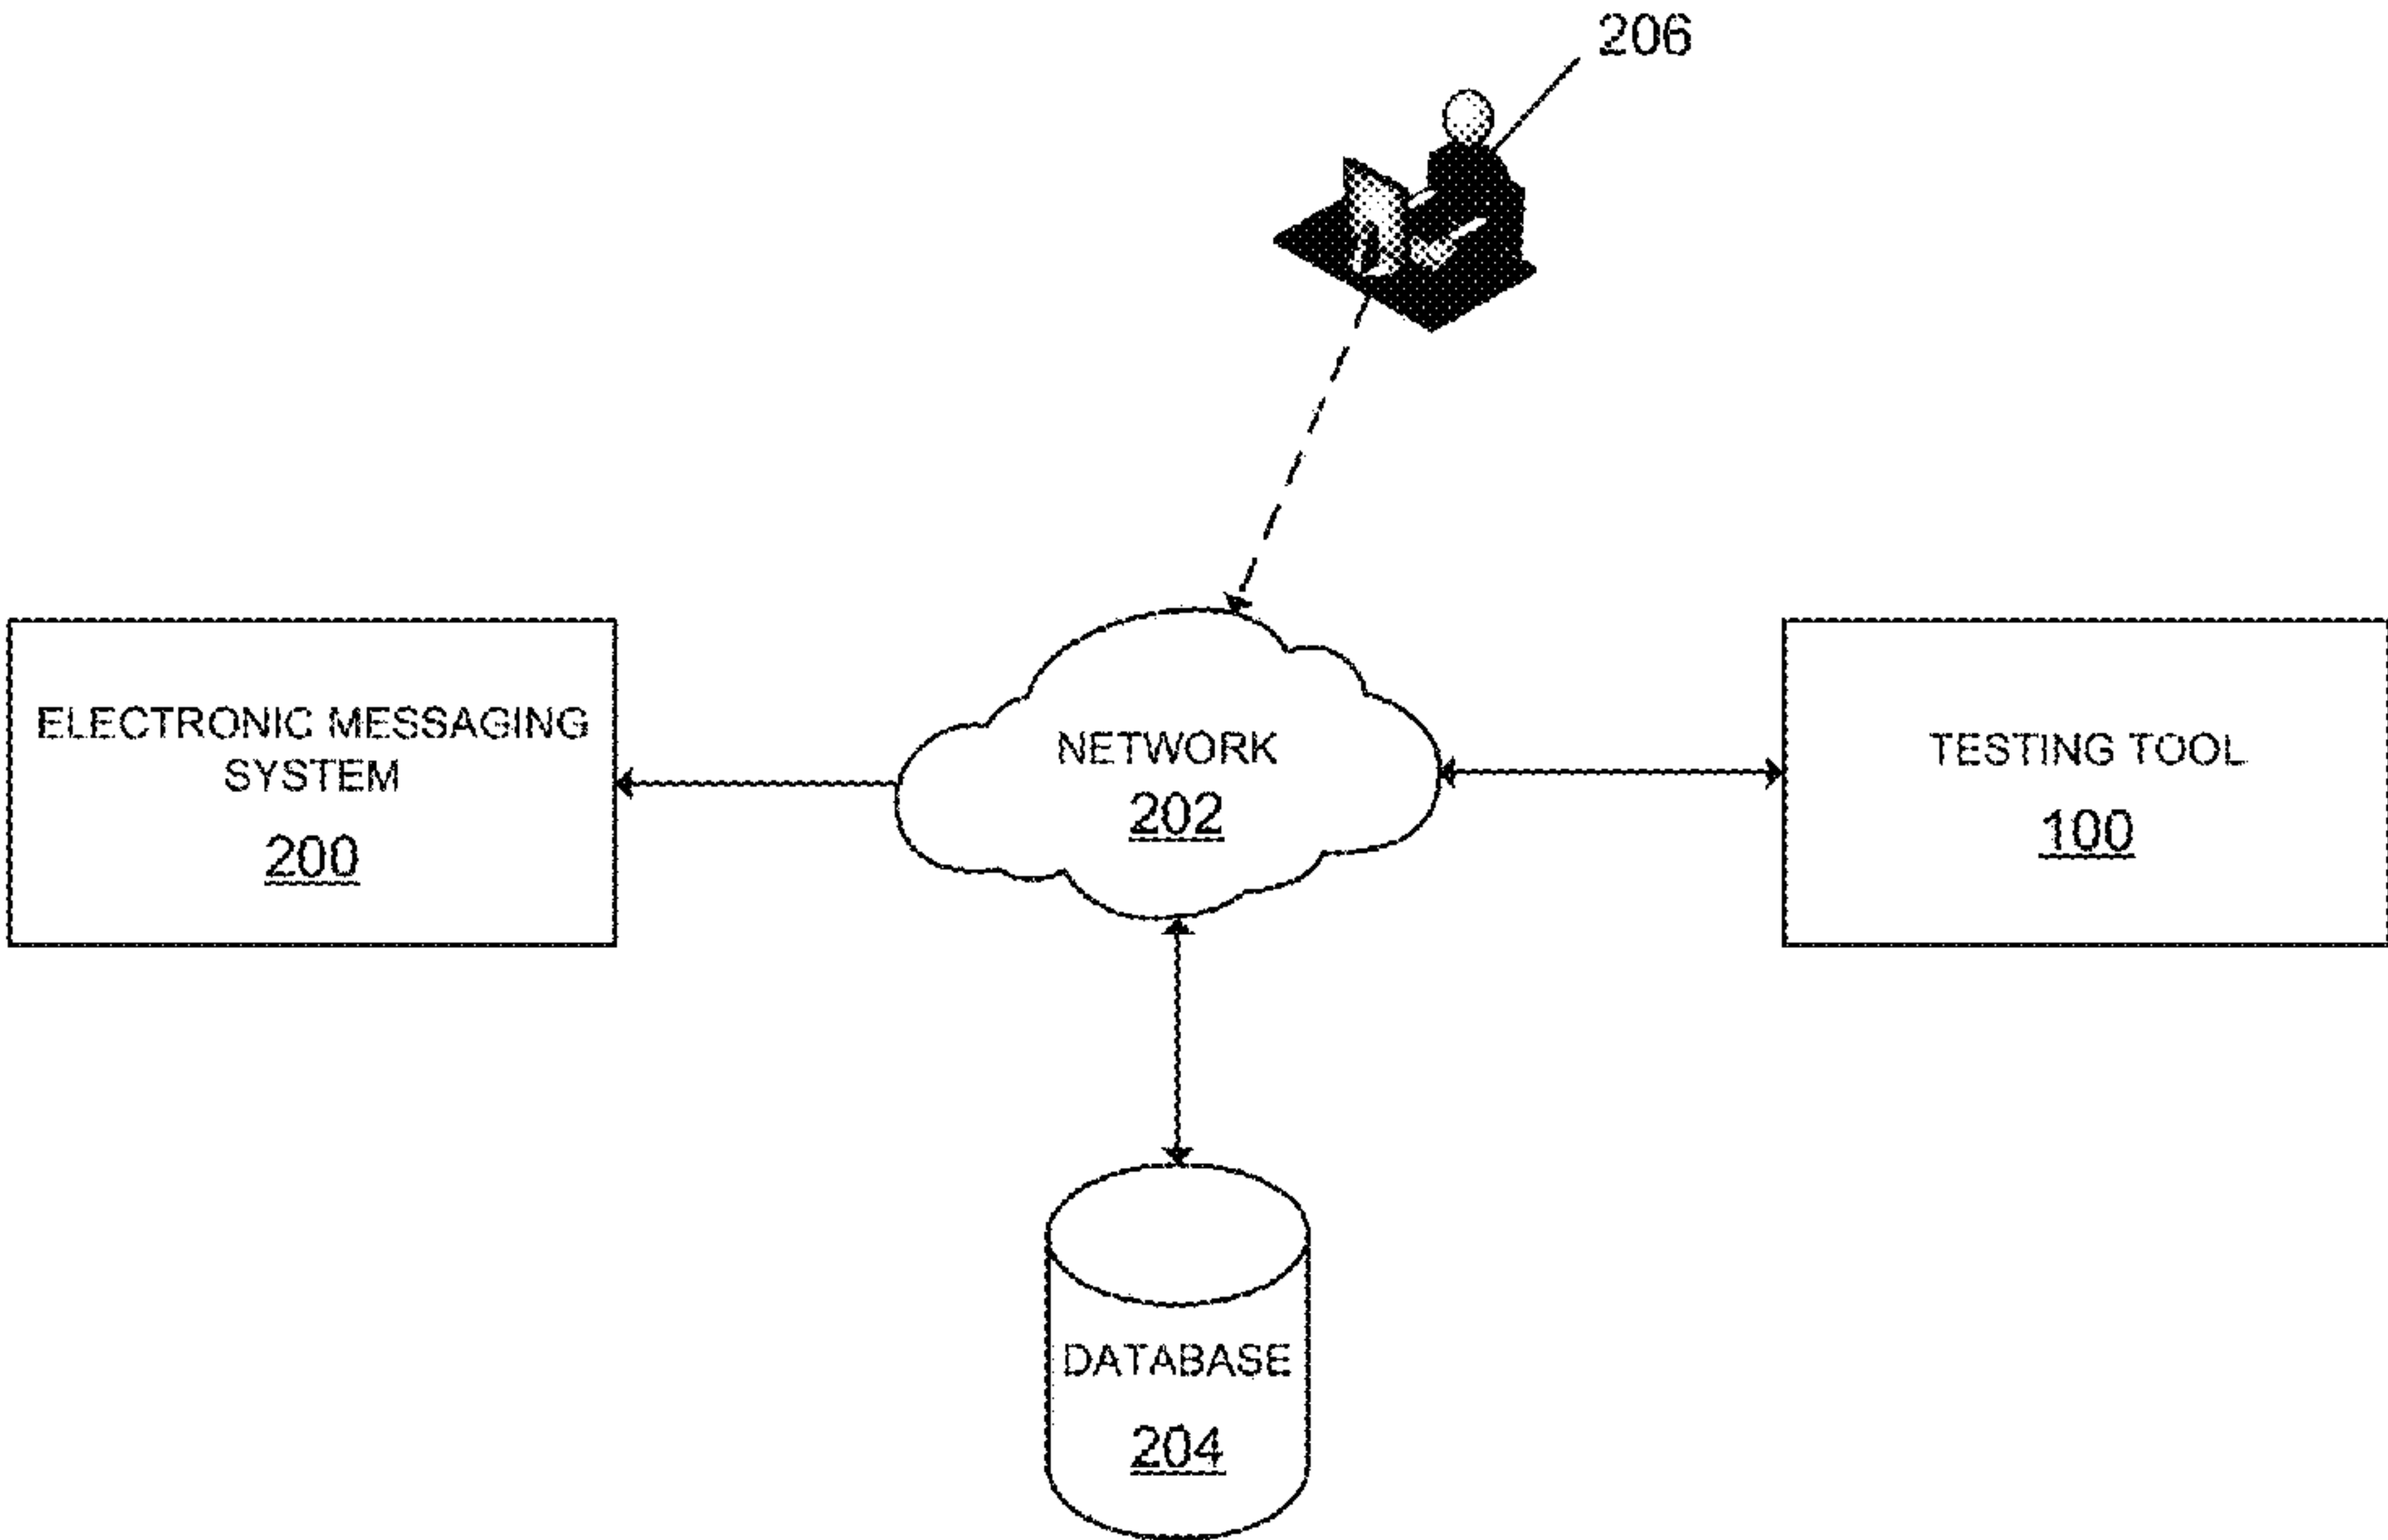 206
ELECTRONIC MESSAGING
SYSTEM
200
NETWORK
202
TESTING TOOL
100
DATABASE
204